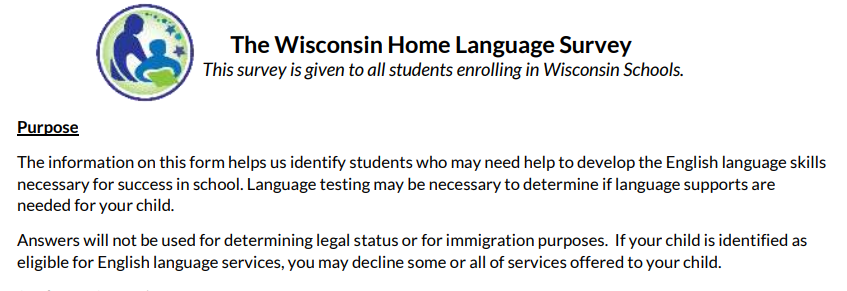 The Wisconsin Home Language Survey
This survey is given to all students enrolling in Wisconsin Schools.
Purpose
The information on this form helps us identify students who may need help to develop the English language skills
necessary for success in school. Language testing may be necessary to determine if language supports are
needed for your child.
Answers will not be used for determining legal status or for immigration purposes.  If your child is identified as
eligible for English language services, you may decline some or all of services offered to your child.